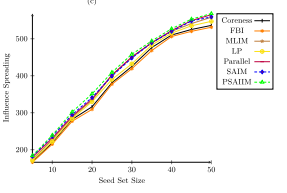 (c)
Influence Spreading
500
400
300
200
10
20
30
40
50
Seed Set Size
Coreness
FBI
MLIM
LP
Parallel
SAIM
PSAIIM